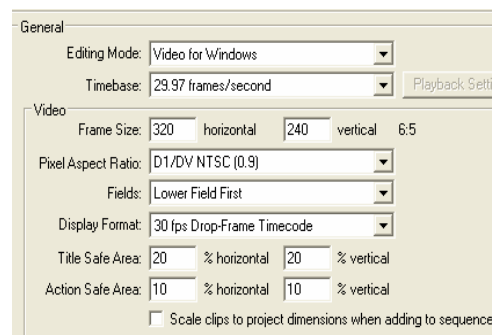 General
Editing Mode: Video for Windows
Timebase: 29.97 frames/second Playback Setti
Video
Frame Size: 320 horizontal 240 vertical 6:5
Pixel Aspect Ratio: D1/DV NTSC (0.9)
Fields: Lower Field First
Display Format: 30 fps Drop-Frame Timecode
Title Safe Area: 20 % horizontal 20 % vertical
Action Safe Area: 10 % horizontal 10 % vertical
Scale clips to project dimensions when adding to sequence